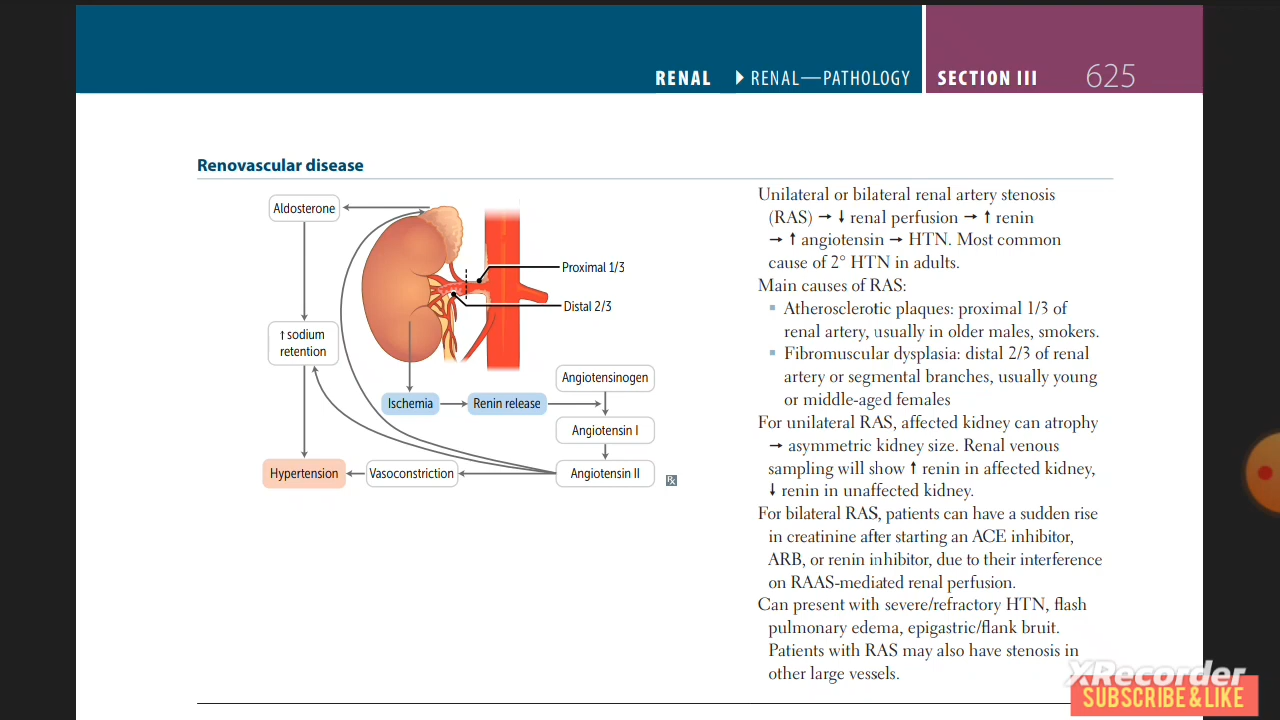 RENAL ▶ RENAL—PATHOLOGY SECTION III 625
Renovascular disease
Aldosterone
Proximal 1/3
Distal 2/3
↑ sodium
retention
Angiotensinogen
Ischemia
Renin release
Angiotensin I
Hypertension
Vasoconstriction
Angiotensin II
Rx
Unilateral or bilateral renal artery stenosis
(RAS) → ↓ renal perfusion → ↑ renin
→ ↑ angiotensin → HTN. Most common
cause of 2° HTN in adults.
Main causes of RAS:
▪ Atherosclerotic plaques: proximal 1/3 of
renal artery, usually in older males, smokers.
▪ Fibromuscular dysplasia: distal 2/3 of renal
artery or segmental branches, usually young
or middle-aged females
For unilateral RAS, affected kidney can atrophy
→ asymmetric kidney size. Renal venous
sampling will show ↑ renin in affected kidney,
↓ renin in unaffected kidney.
For bilateral RAS, patients can have a sudden rise
in creatinine after starting an ACE inhibitor,
ARB, or renin inhibitor, due to their interference
on RAAS-mediated renal perfusion.
Can present with severe/refractory HTN, flash
pulmonary edema, epigastric/flank bruit.
Patients with RAS may also have stenosis in
other large vessels.
XRecorder
SUBSCRIBE & LIKE